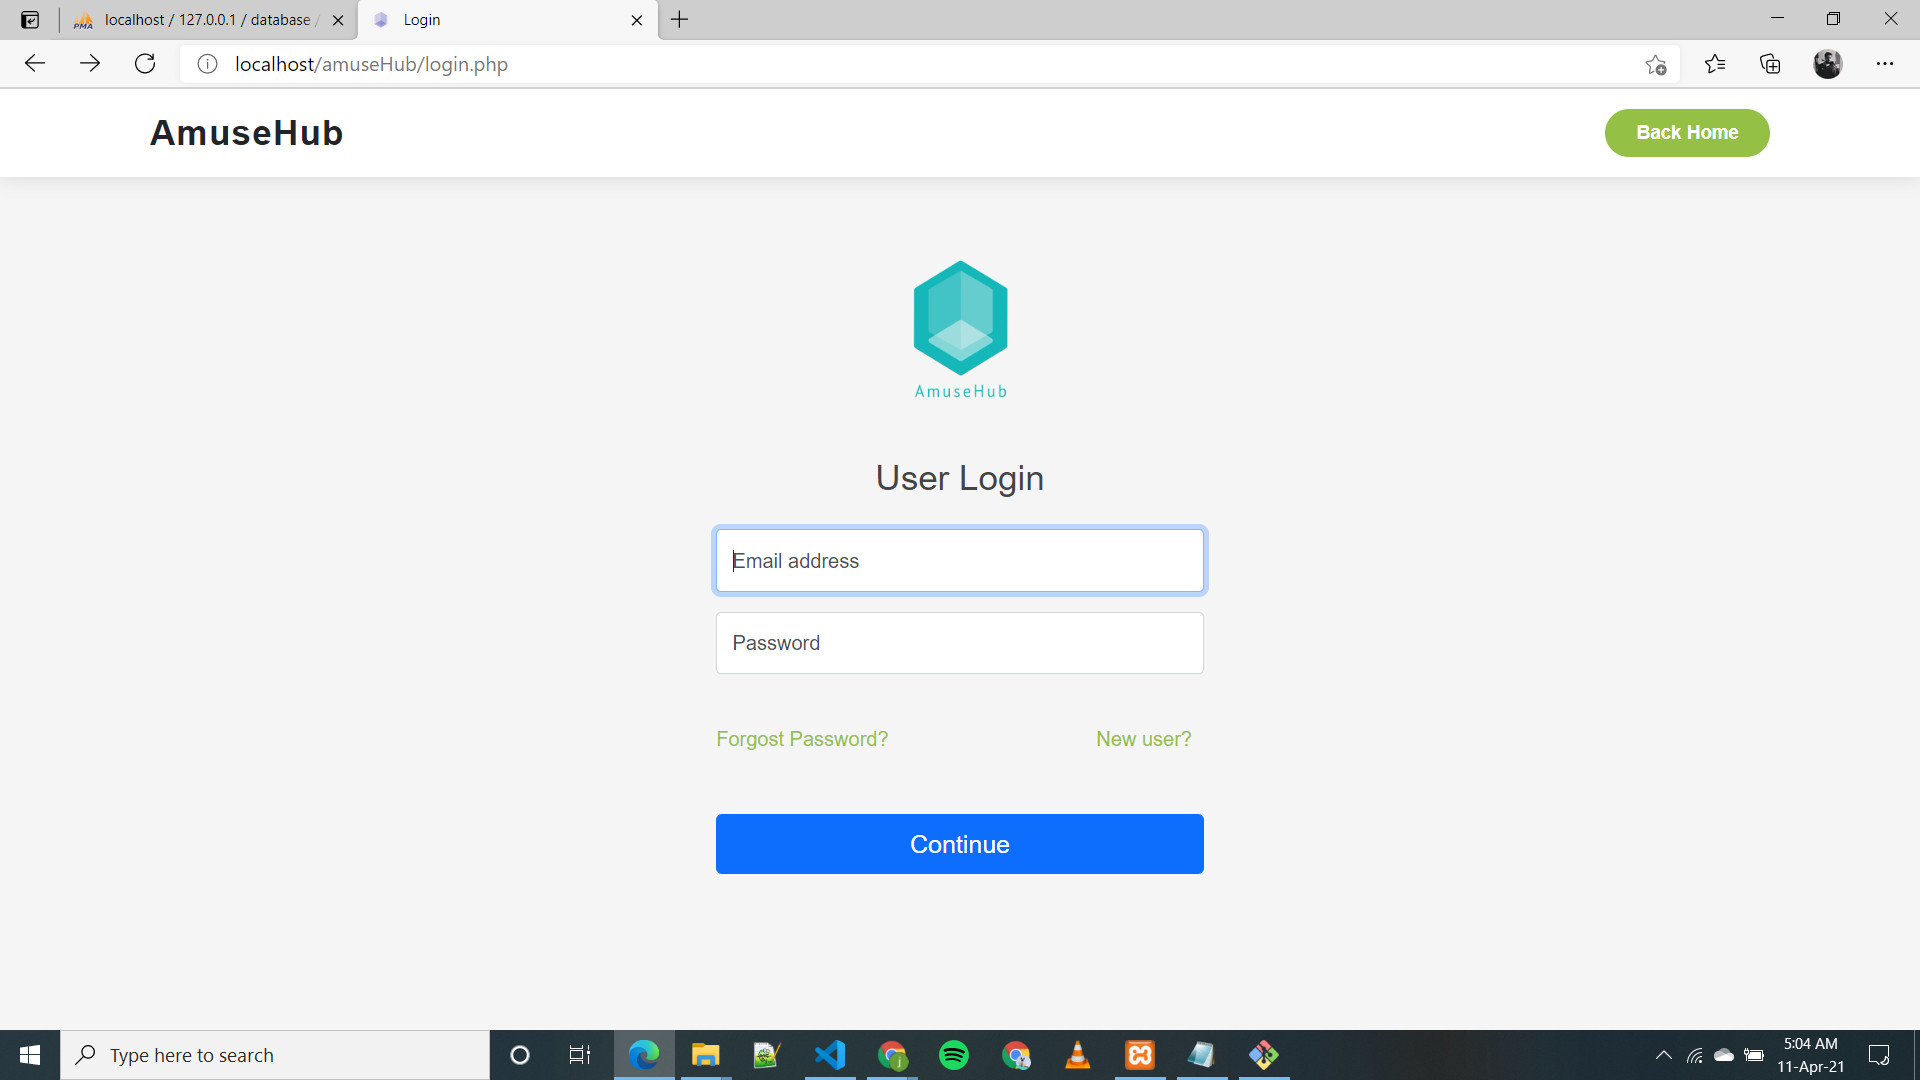 localhost / 127.0.0.1 / database /
Login
localhost/amuseHub/login.php
AmuseHub
Back Home
AmuseHub
User Login
Email address
Password
Forgost Password?
New user?
Continue
Type here to search
5:04 AM
11-Apr-21